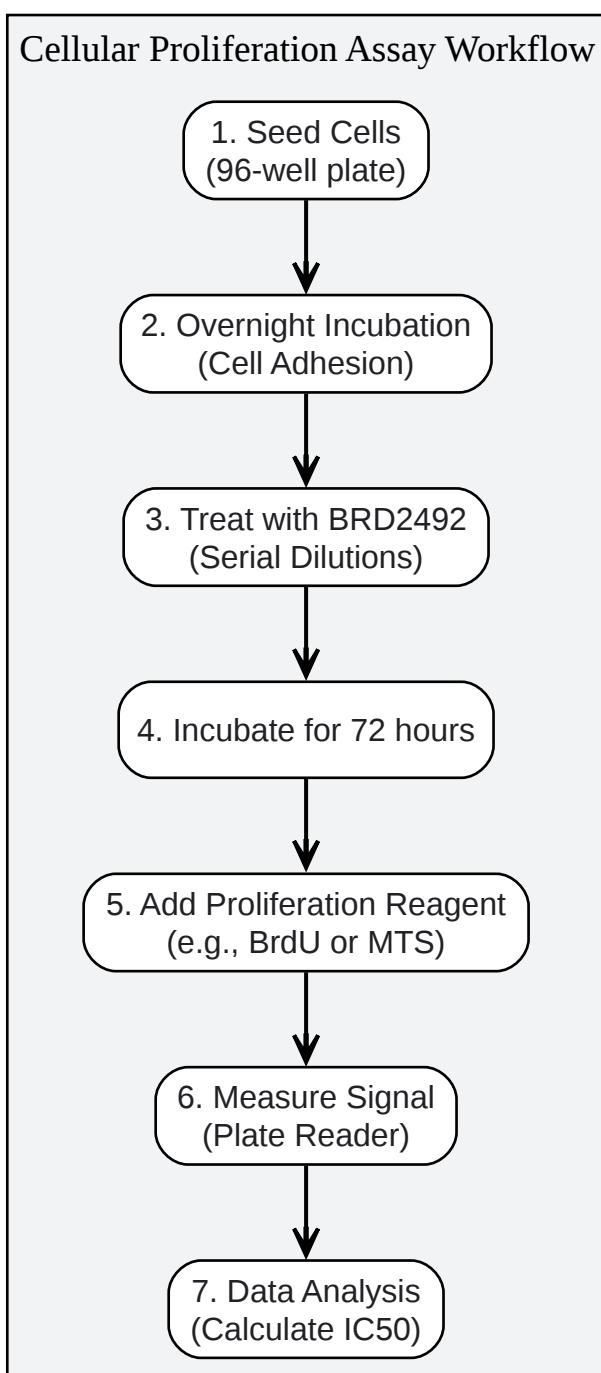 Cellular Proliferation Assay Workflow
1. Seed Cells
(96-well plate)
2. Overnight Incubation
(Cell Adhesion)
3. Treat with BRD2492
(Serial Dilutions)
4. Incubate for 72 hours
5. Add Proliferation Reagent
(e.g., BrdU or MTS)
6. Measure Signal
(Plate Reader)
7. Data Analysis
(Calculate IC50)